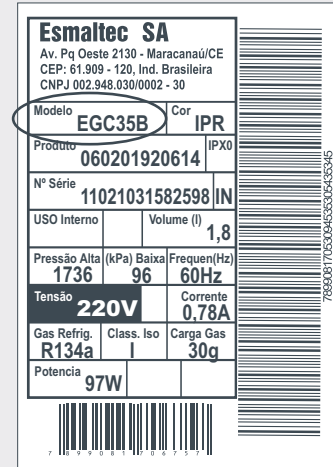 Esmaltec SA
Av. Pq Oeste 2130 - Maracanaú/CE
CEP: 61.909 - 120, Ind. Brasileira
CNPJ 002.948.030/0002 - 30
Modelo EGC35B Cor IPR
Produto 060201920614 IPX0
Nº Série 11021031582598 IN
USO Interno Volume (l) 1,8
Pressão Alta (kPa) Baixa Frequen(Hz)
1736 96 60Hz
Tensão 220V Corrente 0,78A
Gas Refrig. Class. Iso Carga Gas
R134a I 30g
Potencia 97W
7 899081 706757